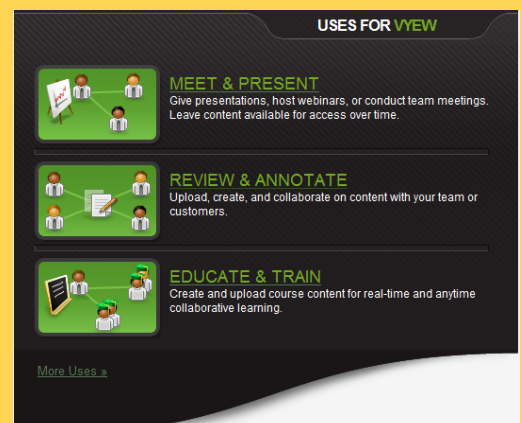 USES FOR VYEW
MEET & PRESENT
Give presentations, host webinars, or conduct team meetings.
Leave content available for access over time.
REVIEW & ANNOTATE
Upload, create, and collaborate on content with your team or
customers.
EDUCATE & TRAIN
Create and upload course content for real-time and anytime
collaborative learning.
More Uses »